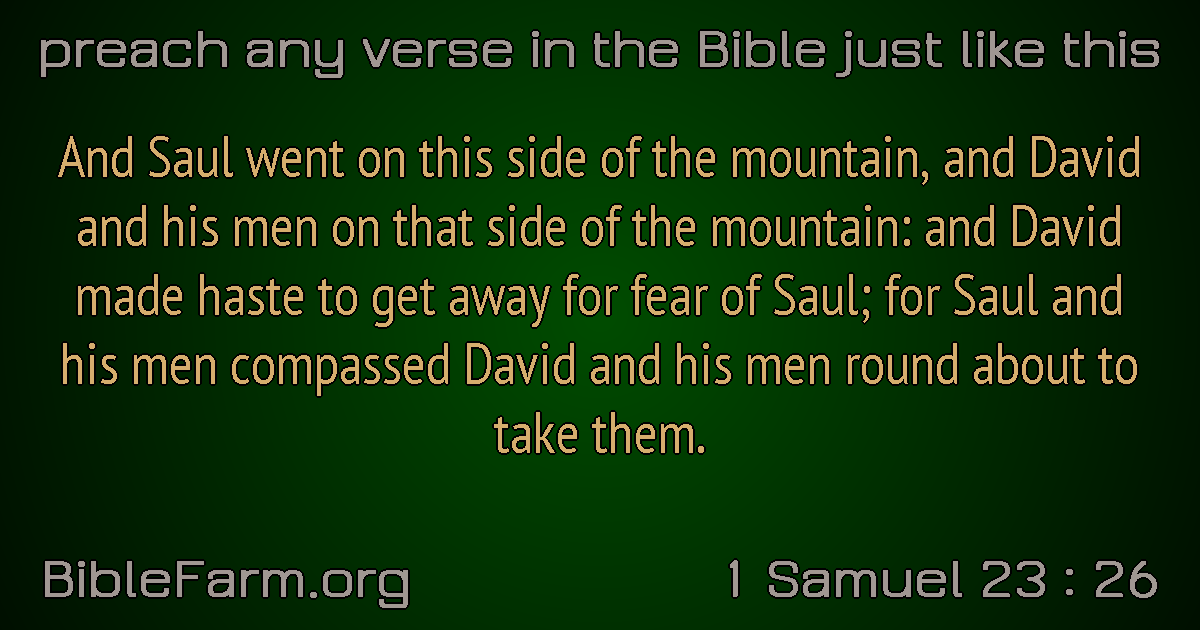 preach any verse in the Bible just like this
And Saul went on this side of the mountain, and David
and his men on that side of the mountain: and David
made haste to get away for fear of Saul; for Saul and
his men compassed David and his men round about to
take them.
BibleFarm.org
1 Samuel 23 : 26